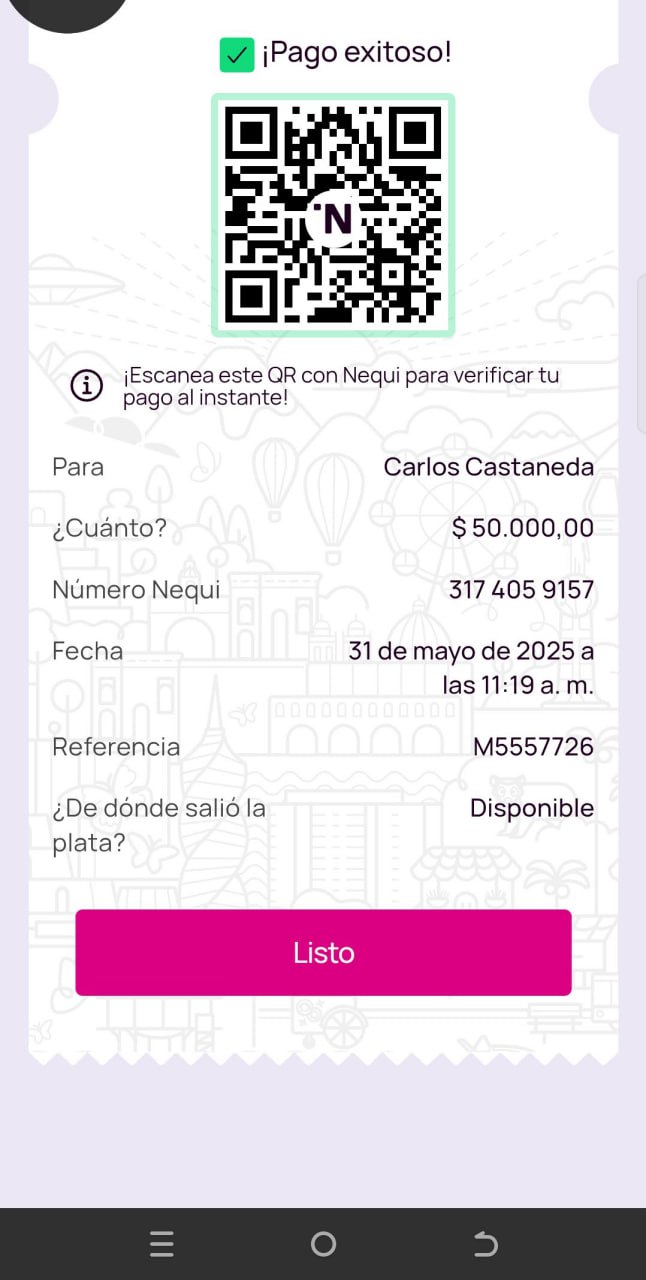 ¡Pago exitoso!
N
¡Escanea este QR con Nequi para verificar tu
pago al instante!
Para Carlos Castaneda
¿Cuánto? $ 50.000,00
Número Nequi 317 405 9157
Fecha 31 de mayo de 2025 a
las 11:19 a. m.
Referencia M5557726
¿De dónde salió la Disponible
plata?
Listo